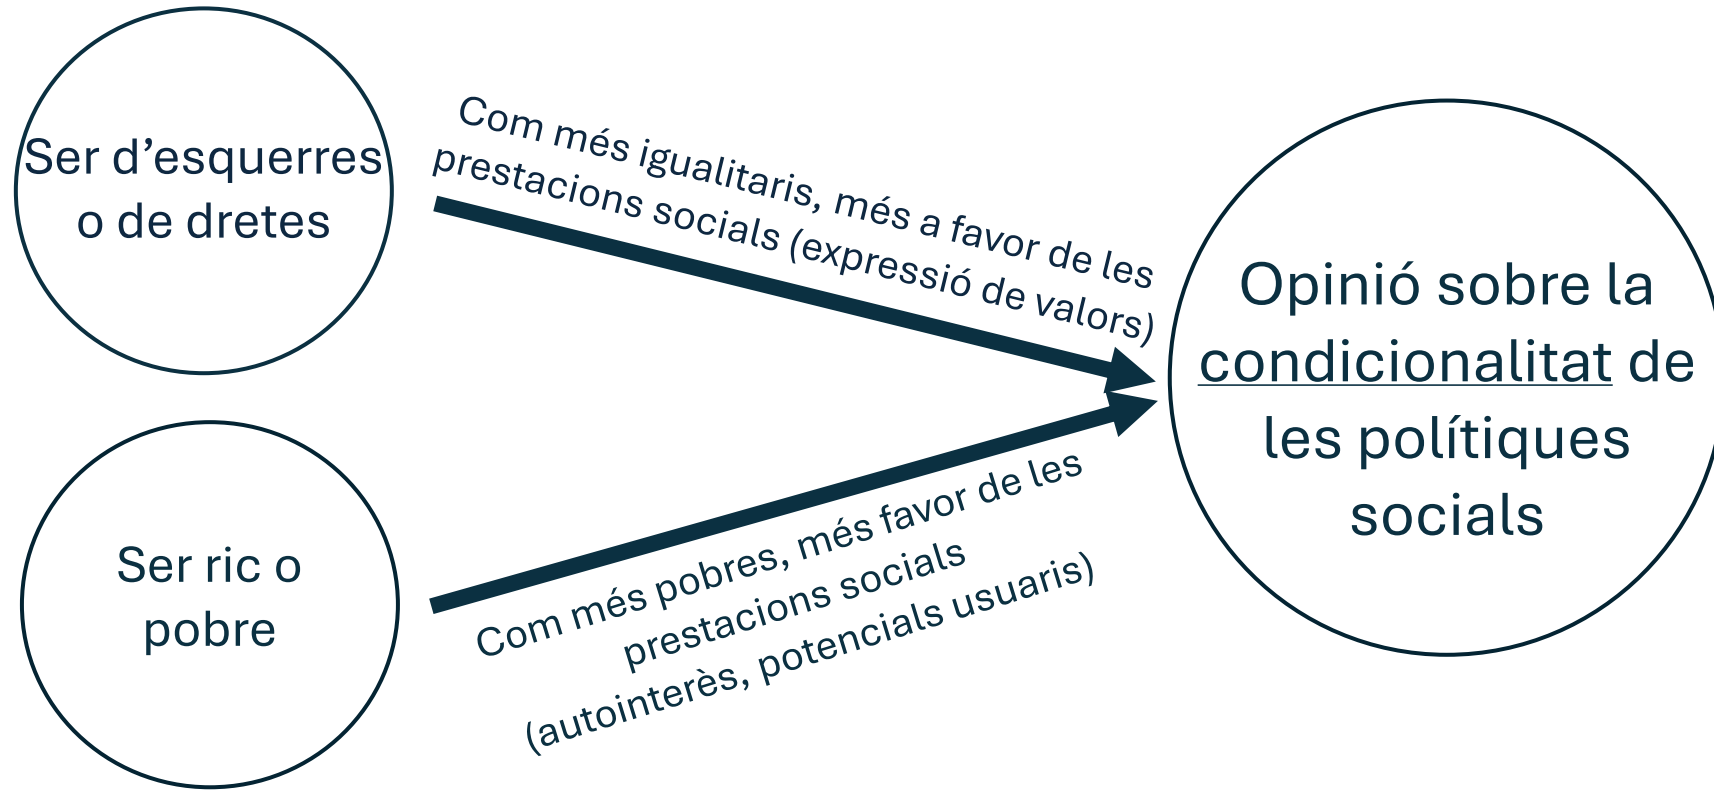 Ser d’esquerres
o de dretes
Com més igualitaris, més a favor de les
prestacions socials (expressió de valors)
Opinió sobre la
condicionalitat de
les polítiques
socials
Ser ric o
pobre
Com més pobres, més favor de les
prestacions socials
(autointerès, potencials usuaris)